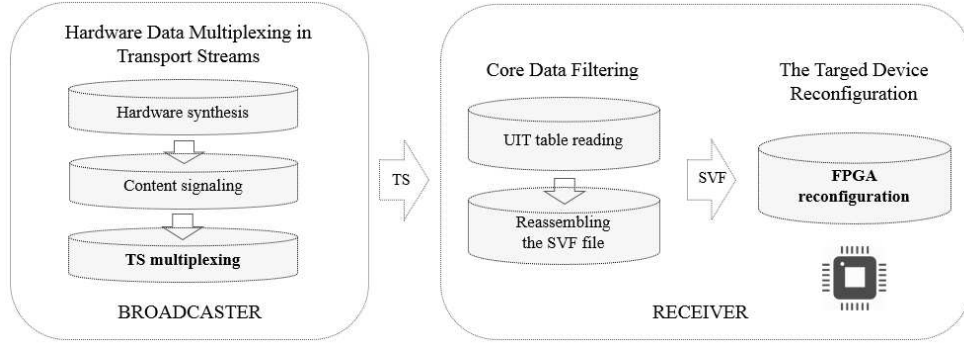 Hardware Data Multiplexing in
Transport Streams
Hardware synthesis
Content signaling
TS multiplexing
BROADCASTER
TS
Core Data Filtering
UIT table reading
Reassembling
the SVF file
SVF
The Targed Device
Reconfiguration
FPGA
reconfiguration
RECEIVER